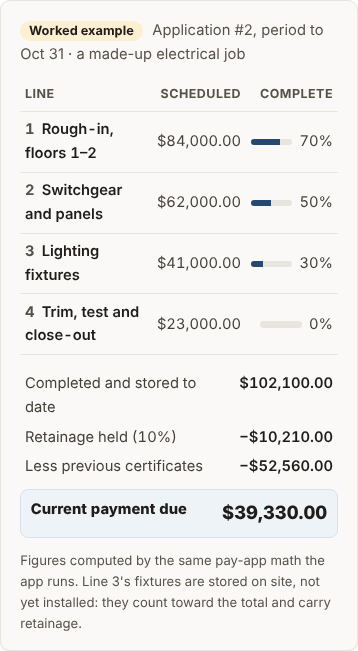 Worked example Application #2, period to
Oct 31 · a made-up electrical job
LINE SCHEDULED COMPLETE
1 Rough-in, floors 1–2 $84,000.00 70%
2 Switchgear and panels $62,000.00 50%
3 Lighting fixtures $41,000.00 30%
4 Trim, test and close-out $23,000.00 0%
Completed and stored to date $102,100.00
Retainage held (10%) −$10,210.00
Less previous certificates −$52,560.00
Current payment due $39,330.00
Figures computed by the same pay-app math the
app runs. Line 3's fixtures are stored on site, not
yet installed: they count toward the total and carry
retainage.